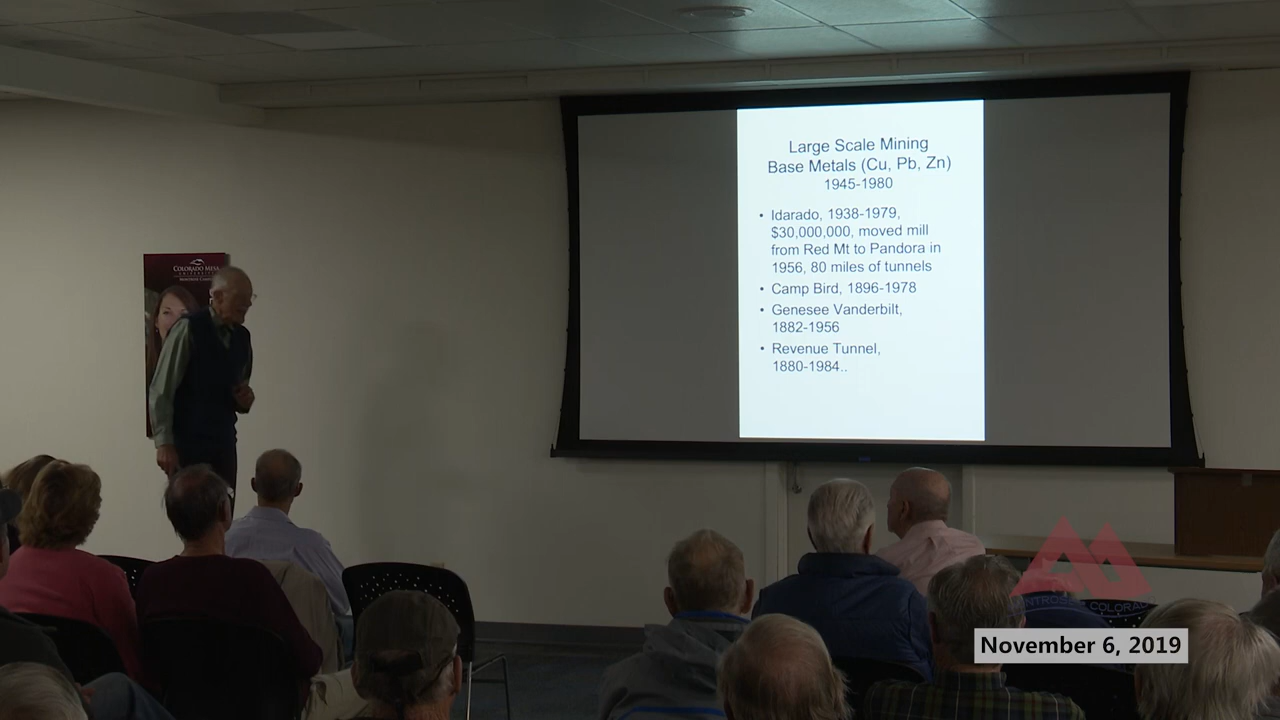 Large Scale Mining
Base Metals (Cu, Pb, Zn)
1945-1980
• Idarado, 1938-1979,
$30,000,000, moved mill
from Red Mt to Pandora in
1956, 80 miles of tunnels
• Camp Bird, 1896-1978
• Genesee Vanderbilt,
1882-1956
• Revenue Tunnel,
1880-1984..
COLORADO MESA
UNIVERSITY
COLORADO
November 6, 2019